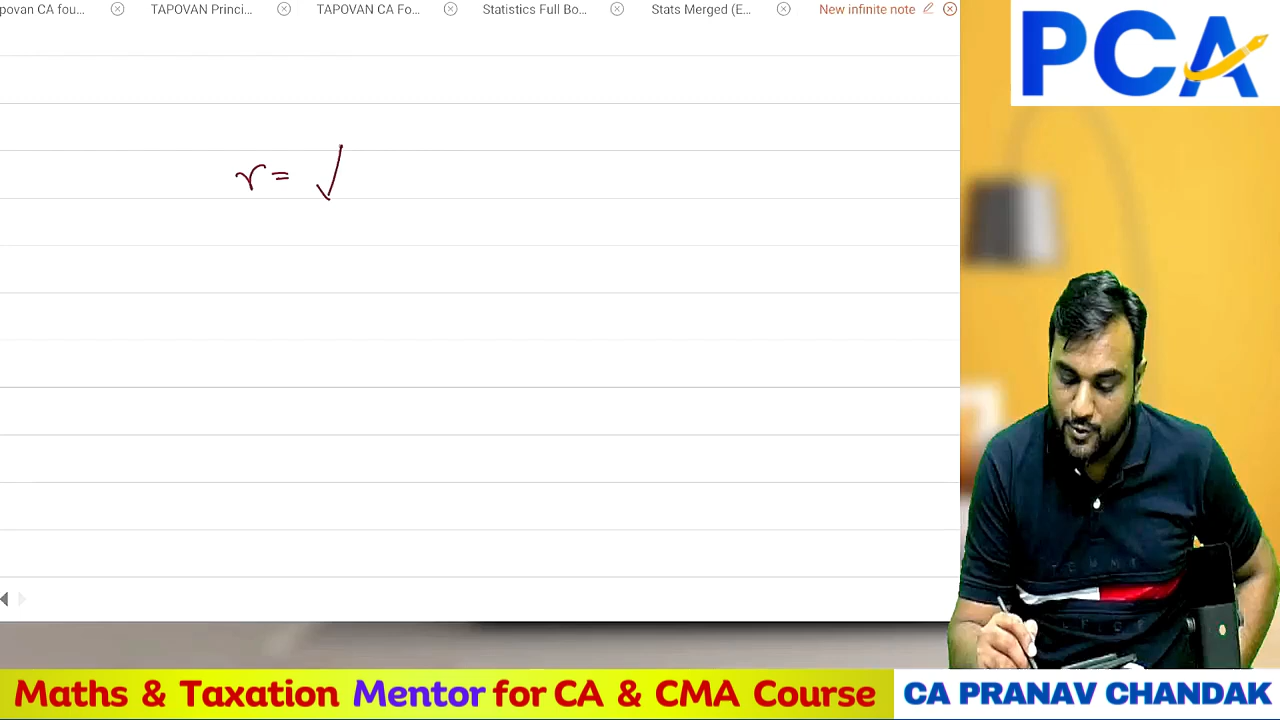 povan CA fou... TAPOVAN Princi... TAPOVAN CA Fo... Statistics Full Bo... Stats Merged (E... New infinite note
PCA
r = √
Maths & Taxation Mentor for CA & CMA Course
CA PRANAV CHANDAK